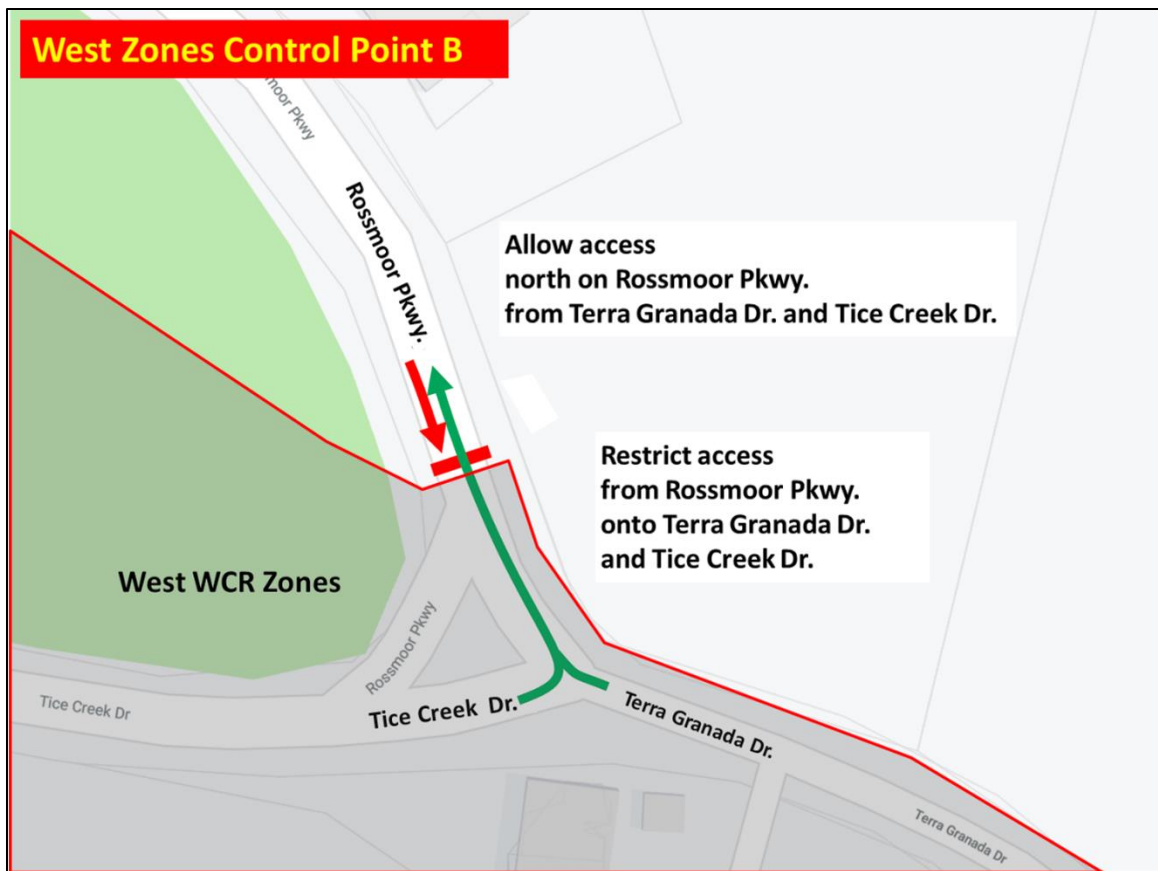 West Zones Control Point B
Rossmoor Pkwy
Rossmoor Pkwy.
Allow access
north on Rossmoor Pkwy.
from Terra Granada Dr. and Tice Creek Dr.
Restrict access
from Rossmoor Pkwy.
onto Terra Granada Dr.
and Tice Creek Dr.
West WCR Zones
Rossmoor Pkwy
Tice Creek Dr
Tice Creek Dr.
Terra Granada Dr.
Terra Granada Dr